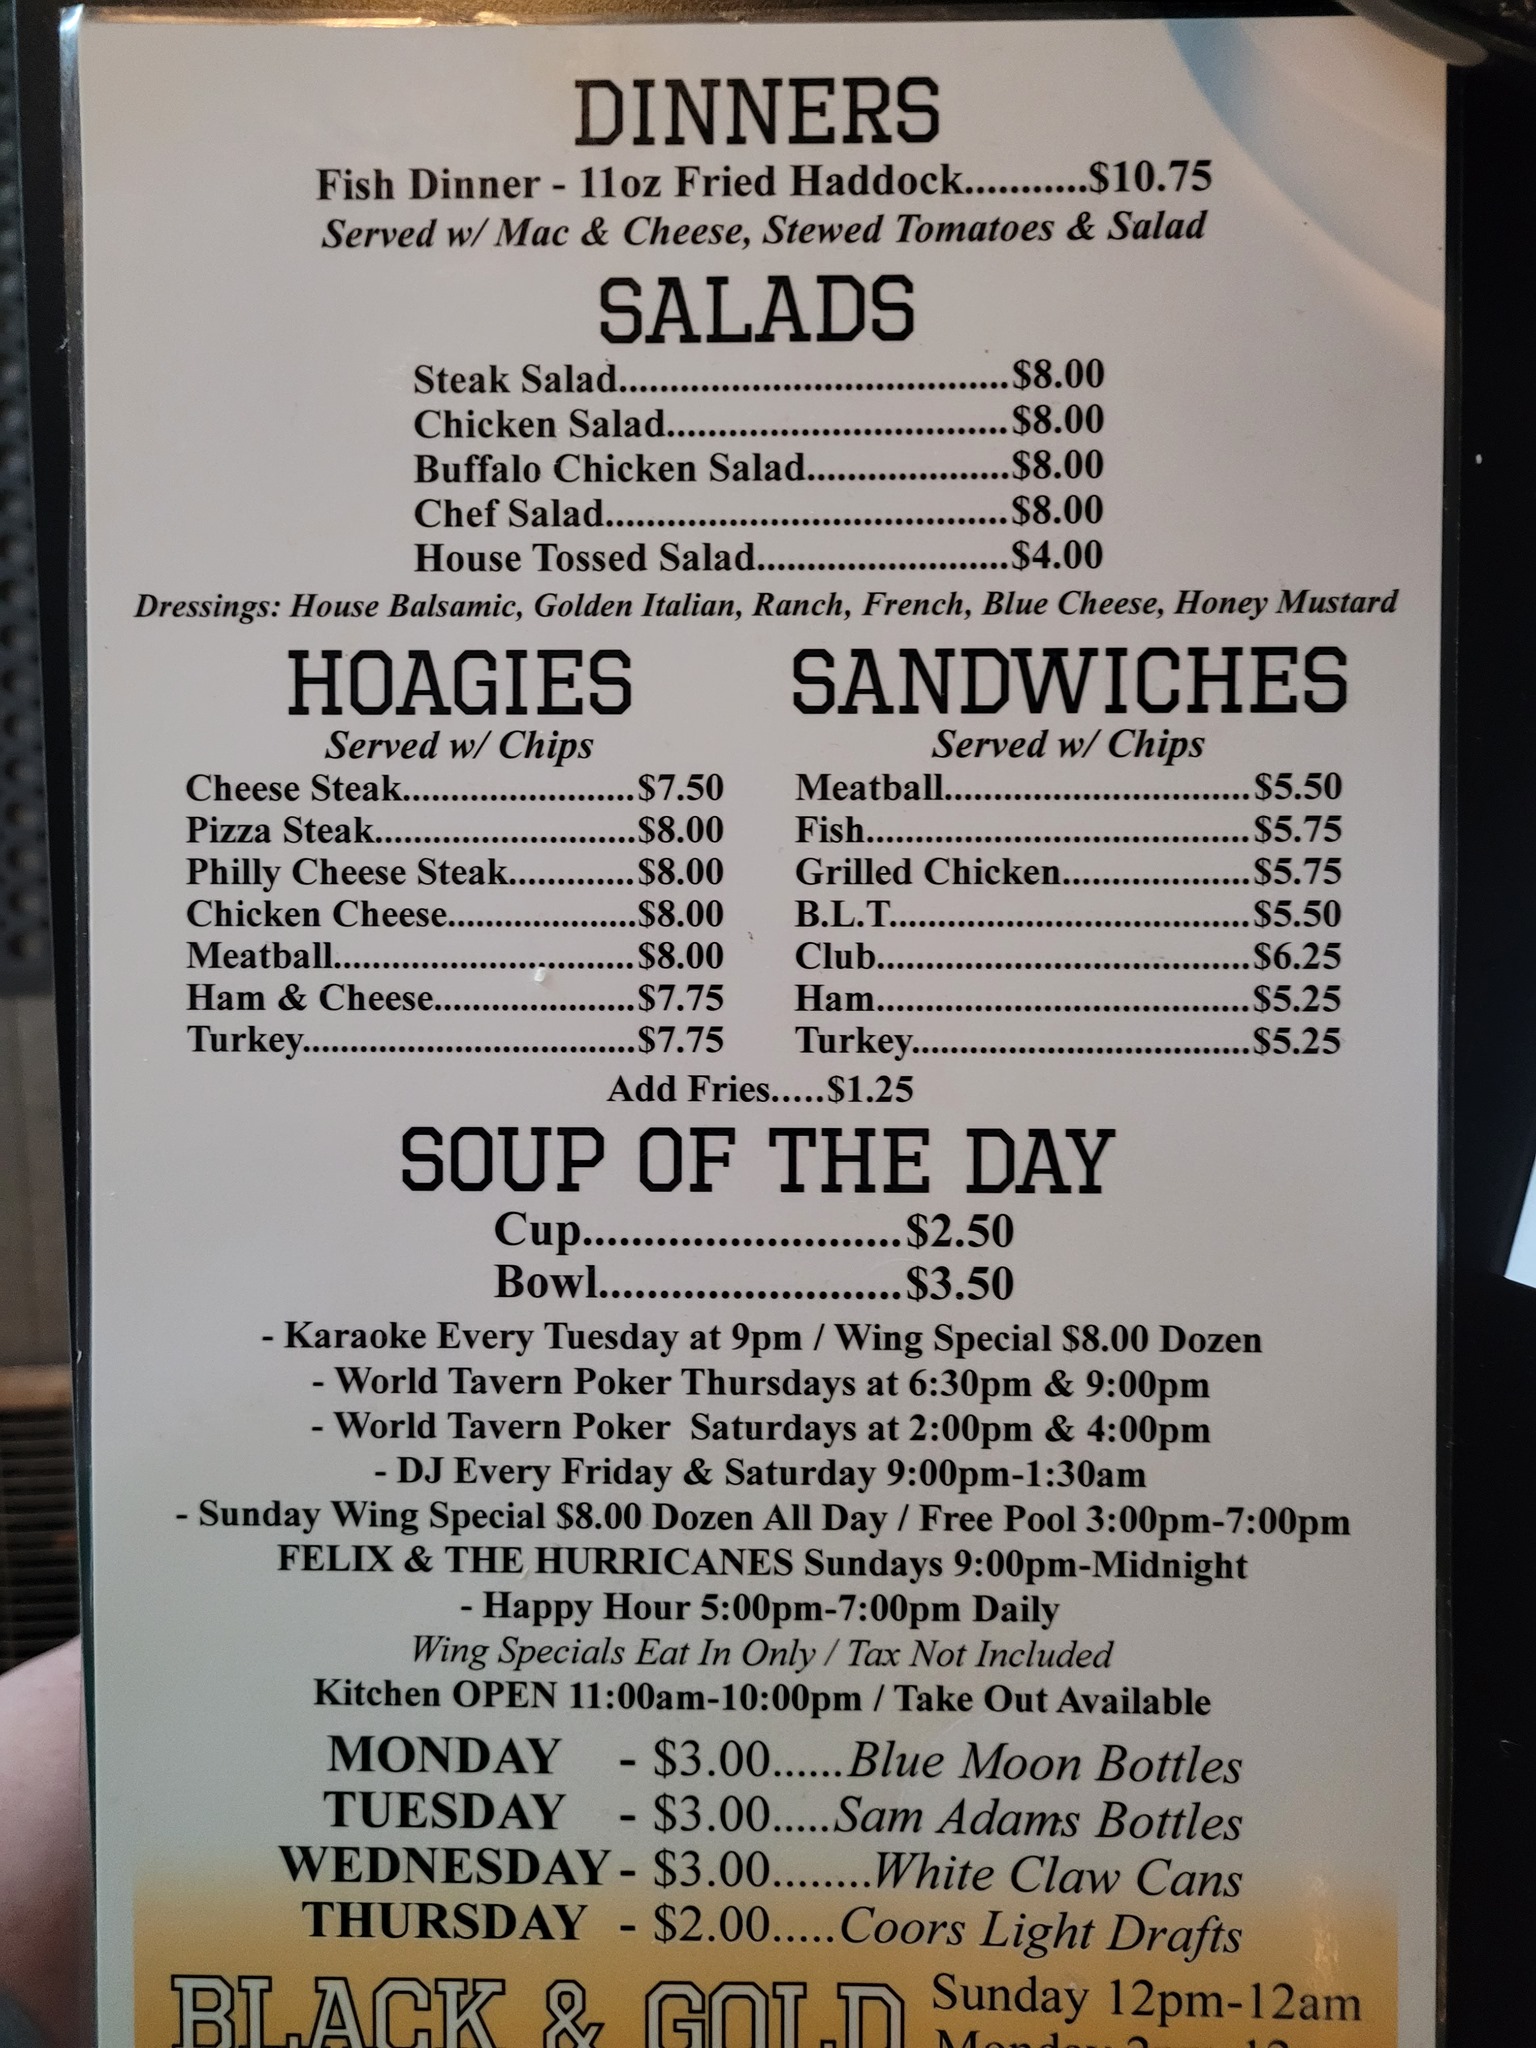 DINNERS
Fish Dinner - 11oz Fried Haddock...........$10.75
Served w/ Mac & Cheese, Stewed Tomatoes & Salad
SALADS
Steak Salad......................................$8.00
Chicken Salad.................................$8.00
Buffalo Chicken Salad....................$8.00
Chef Salad.......................................$8.00
House Tossed Salad.........................$4.00
Dressings: House Balsamic, Golden Italian, Ranch, French, Blue Cheese, Honey Mustard
HOAGIES
Served w/ Chips
Cheese Steak........................$7.50
Pizza Steak...........................$8.00
Philly Cheese Steak.............$8.00
Chicken Cheese...................$8.00
Meatball...............................$8.00
Ham & Cheese.....................$7.75
Turkey..................................$7.75
SANDWICHES
Served w/ Chips
Meatball................................$5.50
Fish........................................$5.75
Grilled Chicken....................$5.75
B.L.T.....................................$5.50
Club.......................................$6.25
Ham.......................................$5.25
Turkey...................................$5.25
Add Fries.....$1.25
SOUP OF THE DAY
Cup..........................$2.50
Bowl.........................$3.50
- Karaoke Every Tuesday at 9pm / Wing Special $8.00 Dozen
- World Tavern Poker Thursdays at 6:30pm & 9:00pm
- World Tavern Poker Saturdays at 2:00pm & 4:00pm
- DJ Every Friday & Saturday 9:00pm-1:30am
- Sunday Wing Special $8.00 Dozen All Day / Free Pool 3:00pm-7:00pm
FELIX & THE HURRICANES Sundays 9:00pm-Midnight
- Happy Hour 5:00pm-7:00pm Daily
Wing Specials Eat In Only / Tax Not Included
Kitchen OPEN 11:00am-10:00pm / Take Out Available
MONDAY - $3.00......Blue Moon Bottles
TUESDAY - $3.00.....Sam Adams Bottles
WEDNESDAY - $3.00........White Claw Cans
THURSDAY - $2.00.....Coors Light Drafts
BLACK & GOLD
Sunday 12pm-12am
Monday